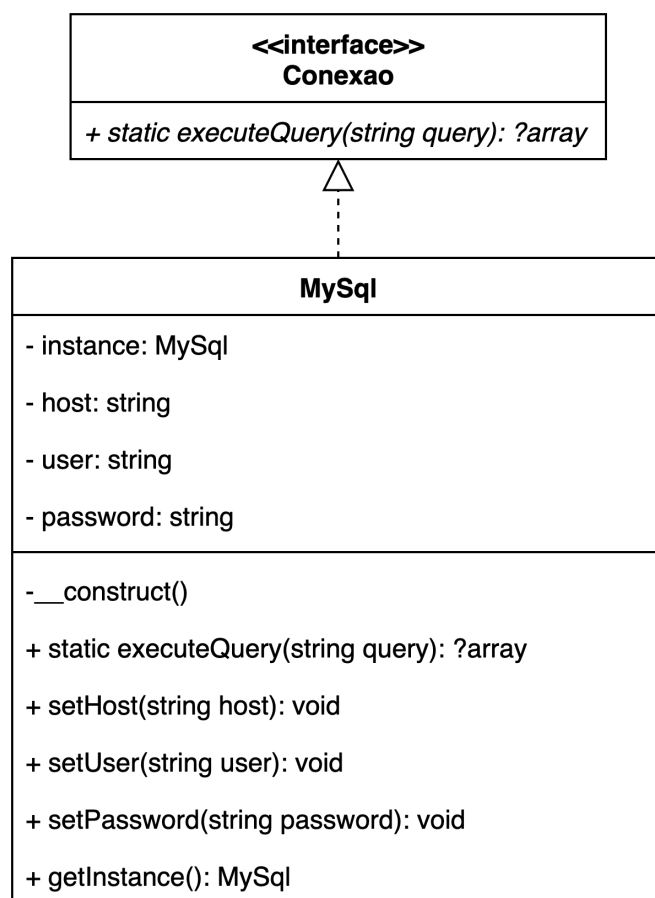 <<interface>>
Conexao
+ static executeQuery(string query): ?array
MySql
- instance: MySql
- host: string
- user: string
- password: string
-__construct()
+ static executeQuery(string query): ?array
+ setHost(string host): void
+ setUser(string user): void
+ setPassword(string password): void
+ getInstance(): MySql